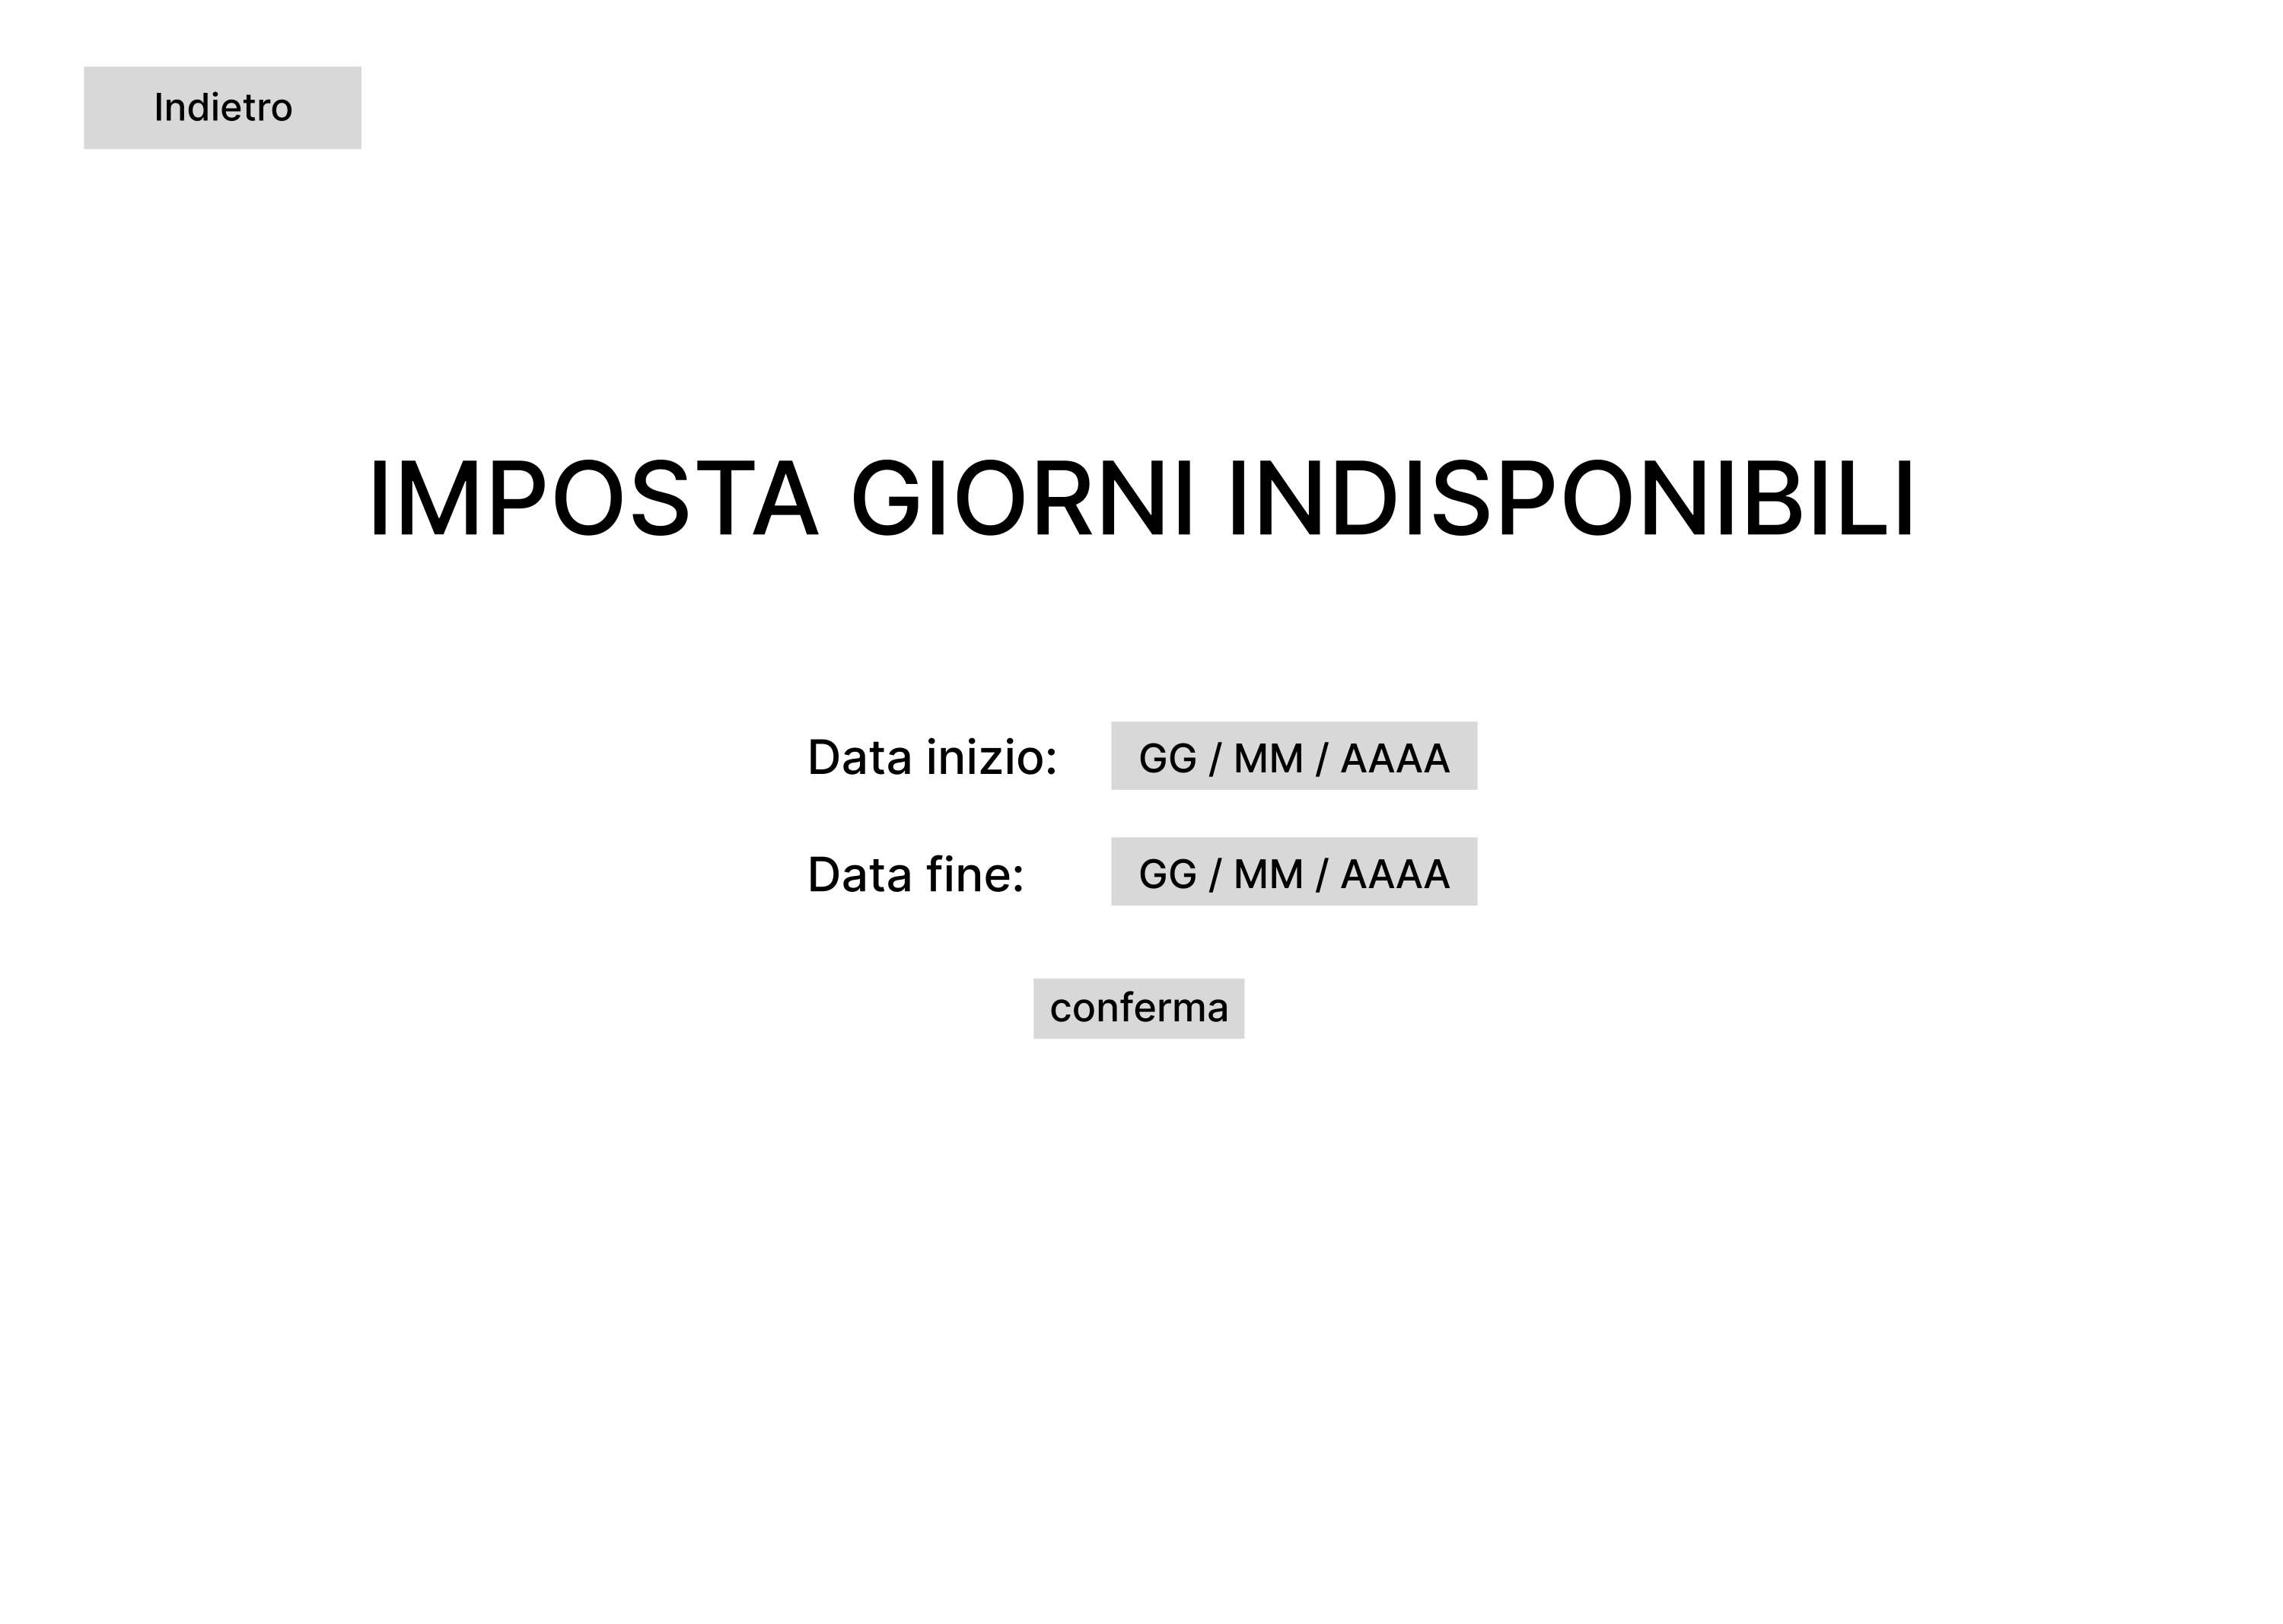 Indietro
IMPOSTA GIORNI INDISPONIBILI
Data inizio: GG / MM / AAAA
Data fine: GG / MM / AAAA
conferma